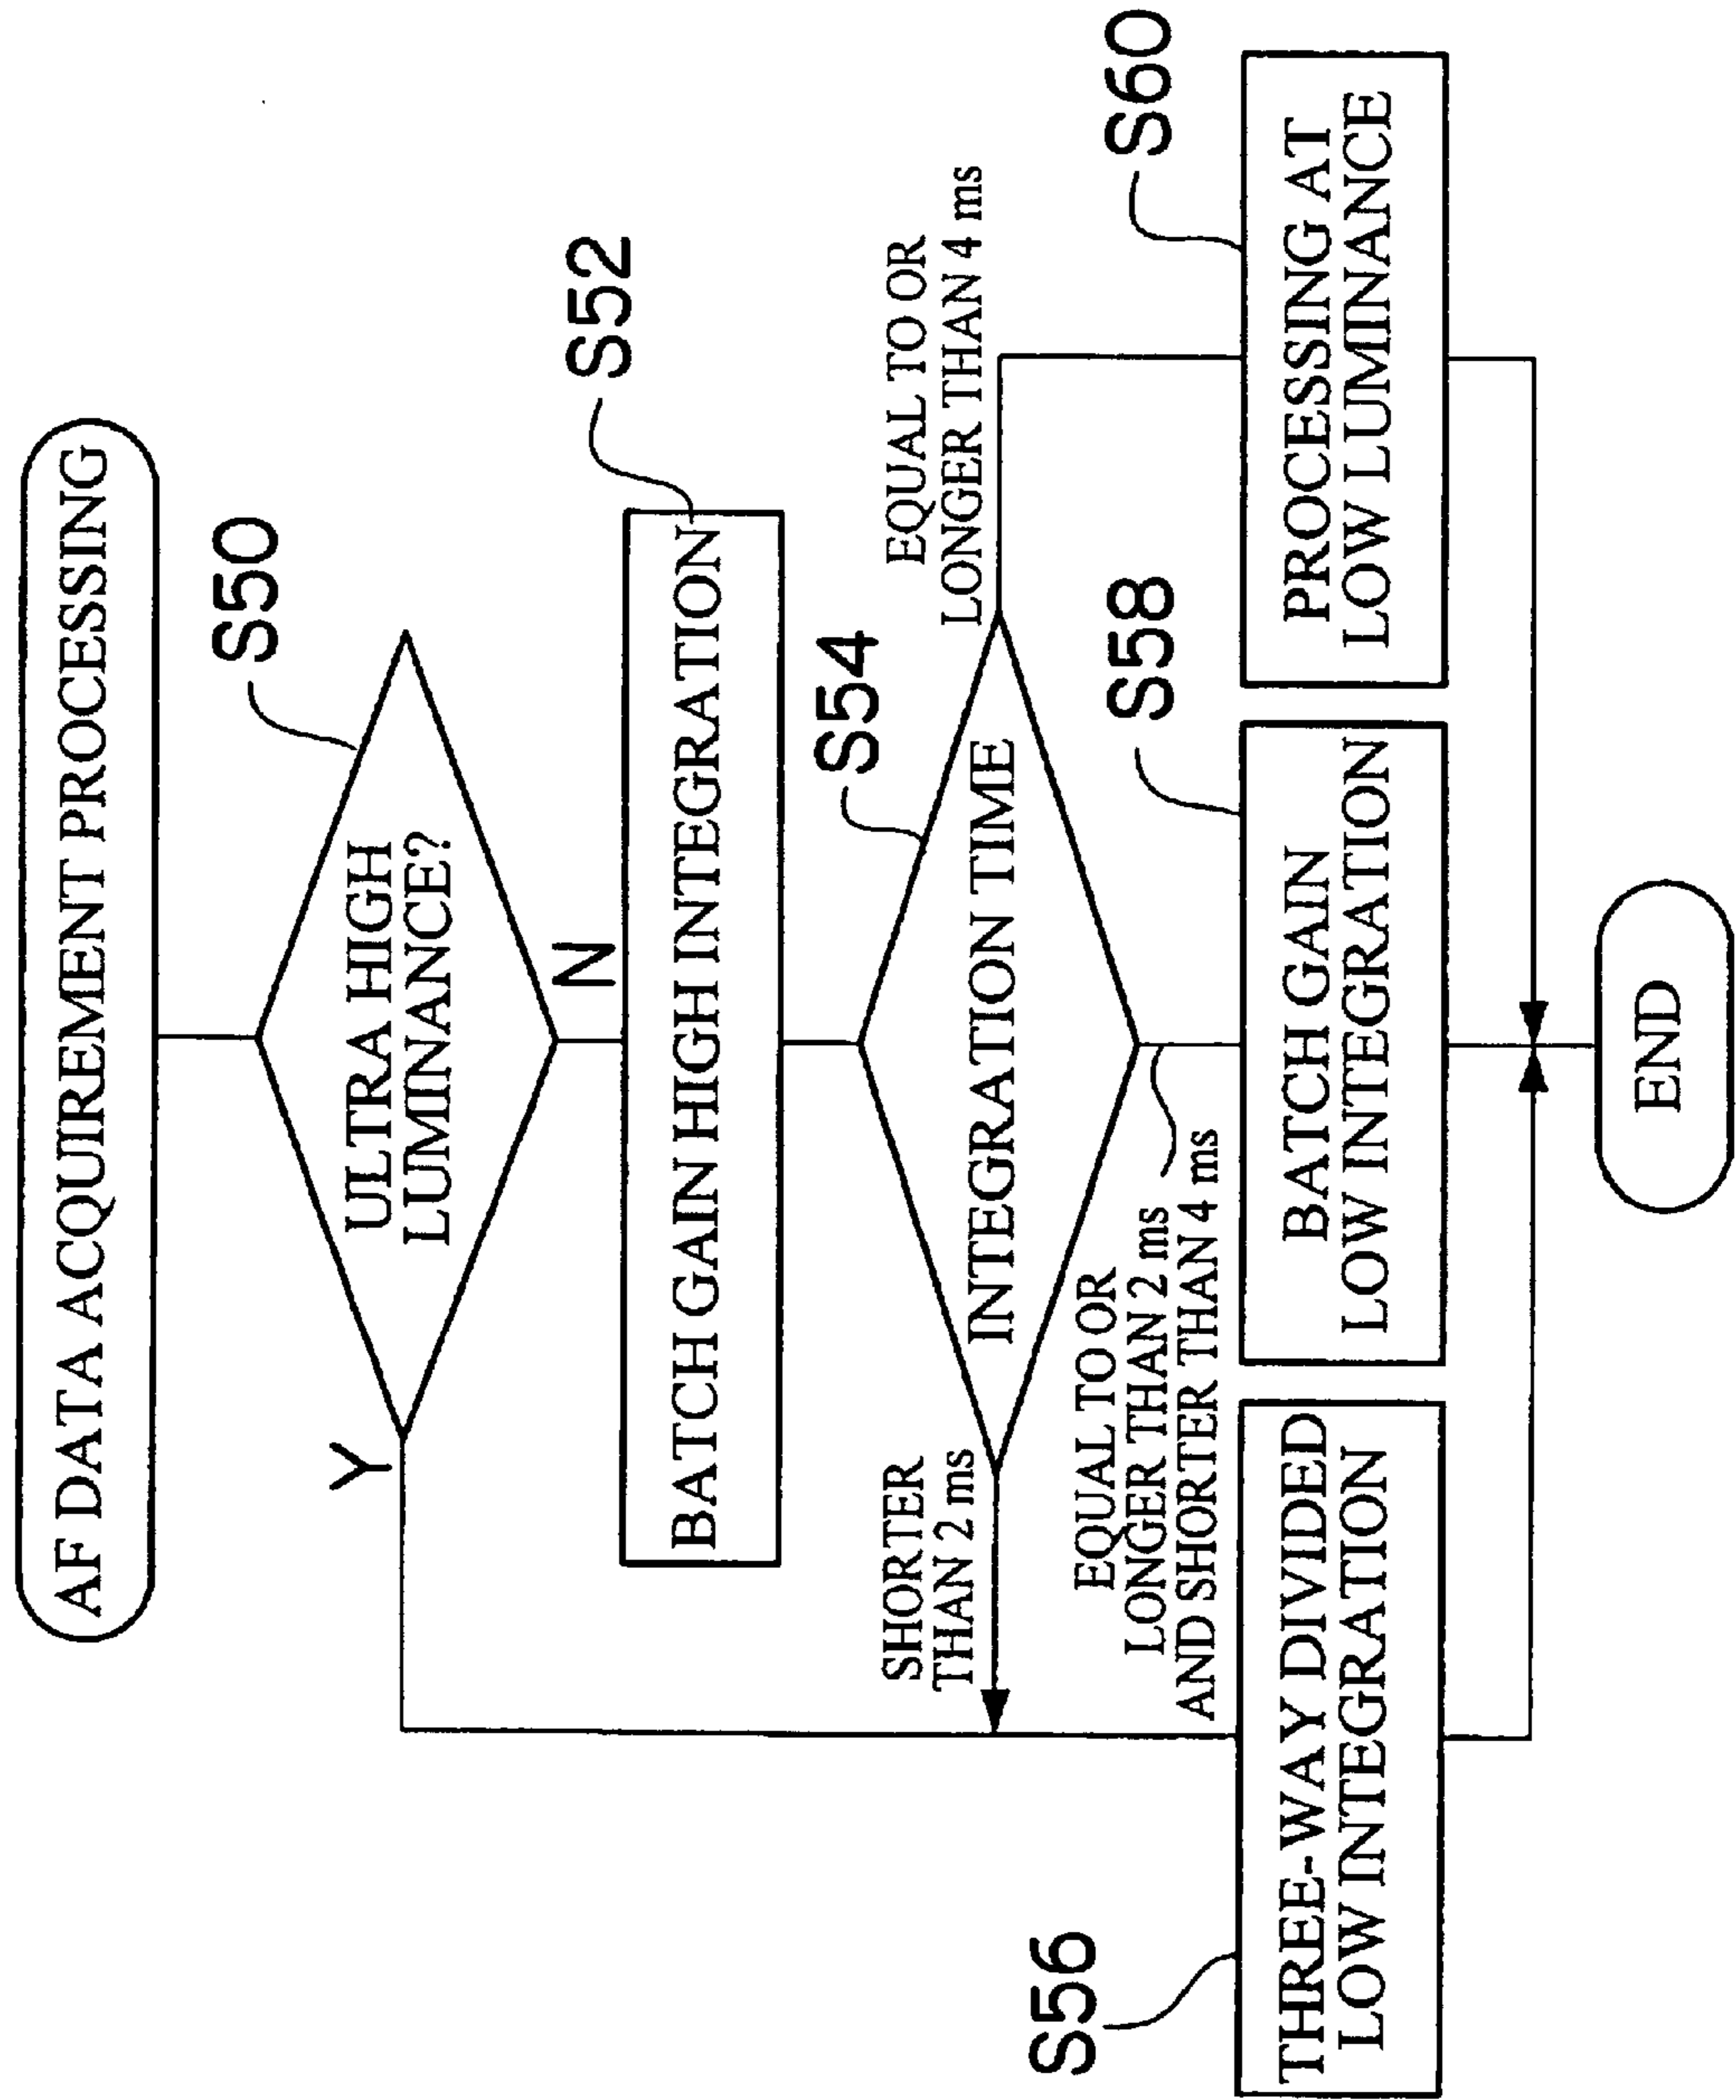 AF DATA ACQUIREMENT PROCESSING
S50
ULTRA HIGH
LUMINANCE?
Y
N
S52
BATCH GAIN HIGH INTEGRATION
S54
INTEGRATION TIME
SHORTER
THAN 2 ms
EQUAL TO OR
LONGER THAN 4 ms
EQUAL TO OR
LONGER THAN 2 ms
AND SHORTER THAN 4 ms
S56
THREE-WAY DIVIDED
LOW INTEGRATION
S58
BATCH GAIN
LOW INTEGRATION
S60
PROCESSING AT
LOW LUMINANCE
END